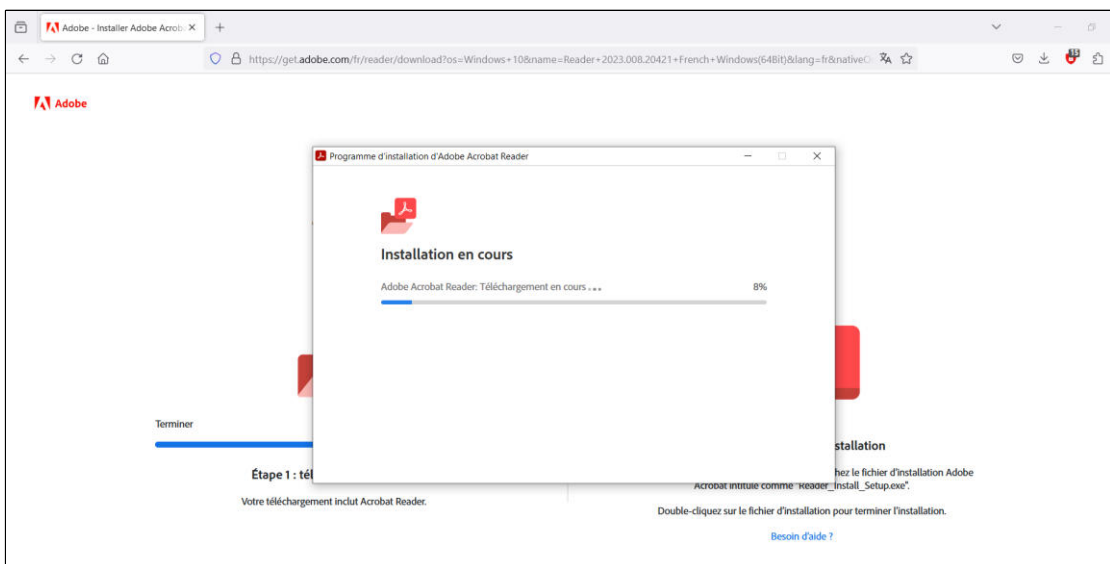 Adobe - Installer Adobe Acrob
https://get.adobe.com/fr/reader/download?os=Windows+10&name=Reader+2023.008.20421+French+Windows(64Bit)&lang=fr&native
Adobe
Programme d'installation d'Adobe Acrobat Reader
Installation en cours
Adobe Acrobat Reader: Téléchargement en cours ...
8%
Terminer
Étape 1 : tél
Votre téléchargement inclut Acrobat Reader.
stallation
hez le fichier d'installation Adobe
Acrobat intitulé comme "Reader_Install_Setup.exe".
Double-cliquez sur le fichier d'installation pour terminer l'installation.
Besoin d'aide ?